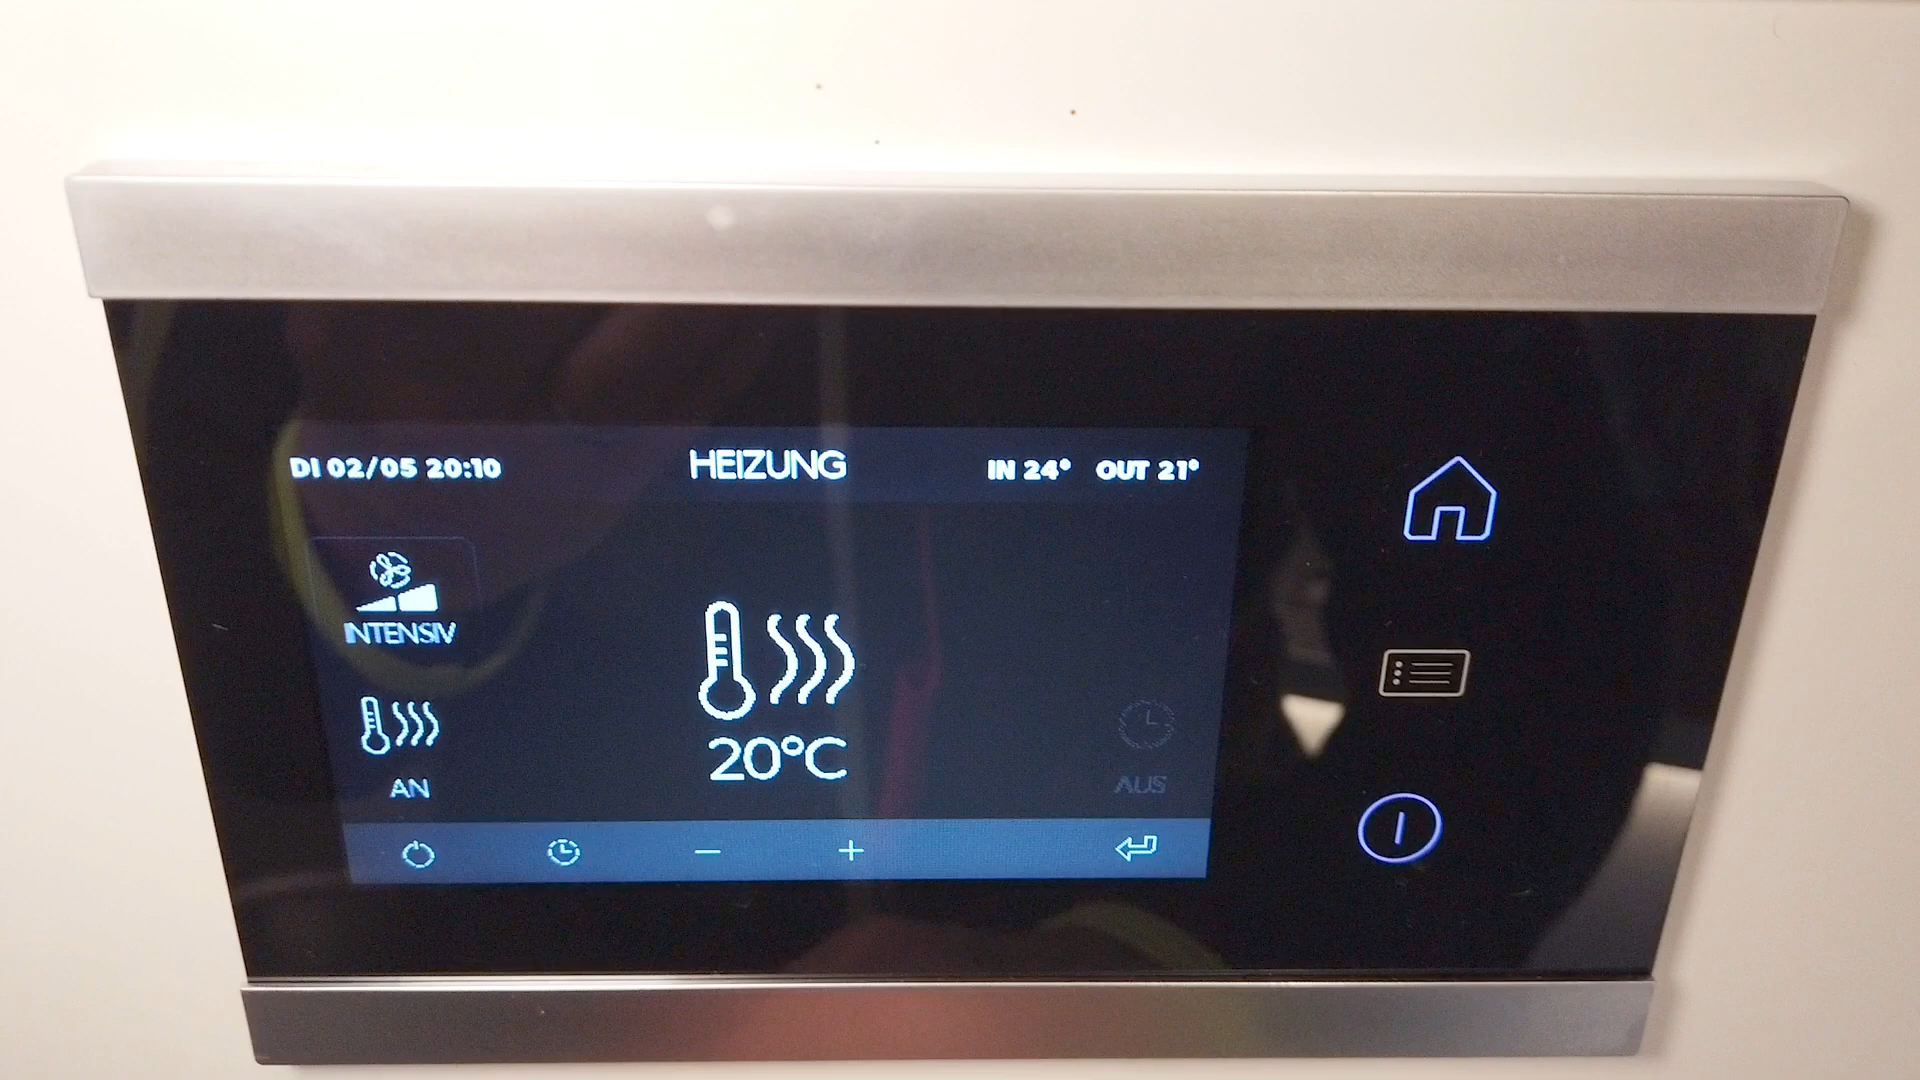 DI 02/05 20:10 HEIZUNG IN 24° OUT 21°
INTENSIV
20°C
AN
AUS